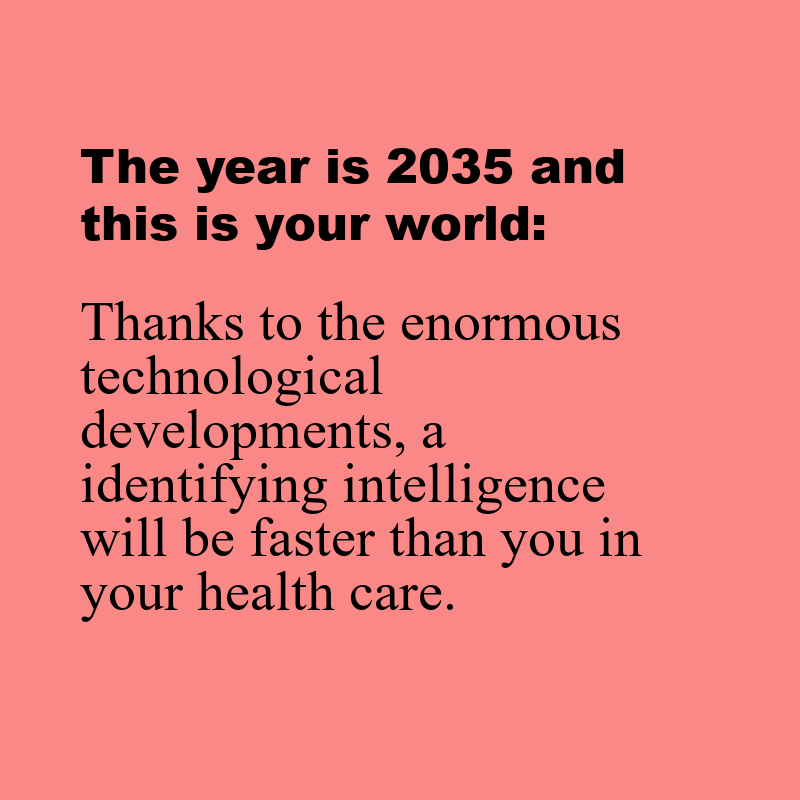 The year is 2035 and
this is your world:
Thanks to the enormous
technological
developments, a
identifying intelligence
will be faster than you in
your health care.